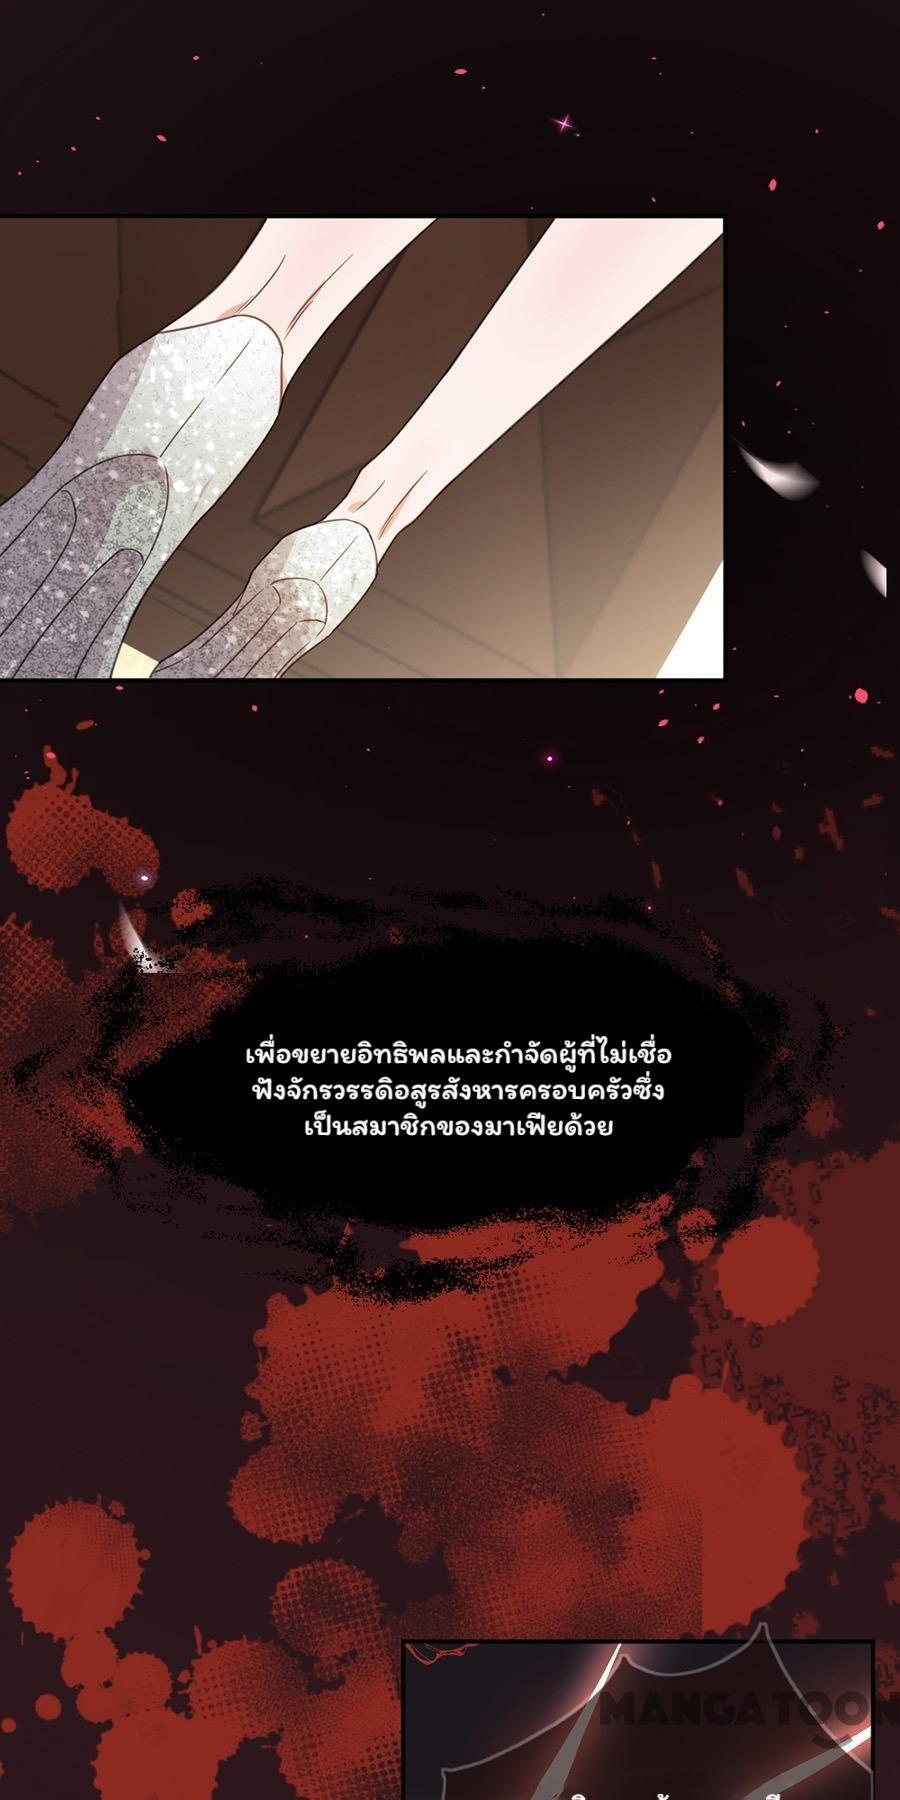 เพื่อขยายอิทธิพลและกำจัดผู้ที่ไม่เชื่อ
ฟังจักรวรรดิอสูรสังหารครอบครัวซึ่ง
เป็นสมาชิกของมาเฟียด้วย
MANGATOON